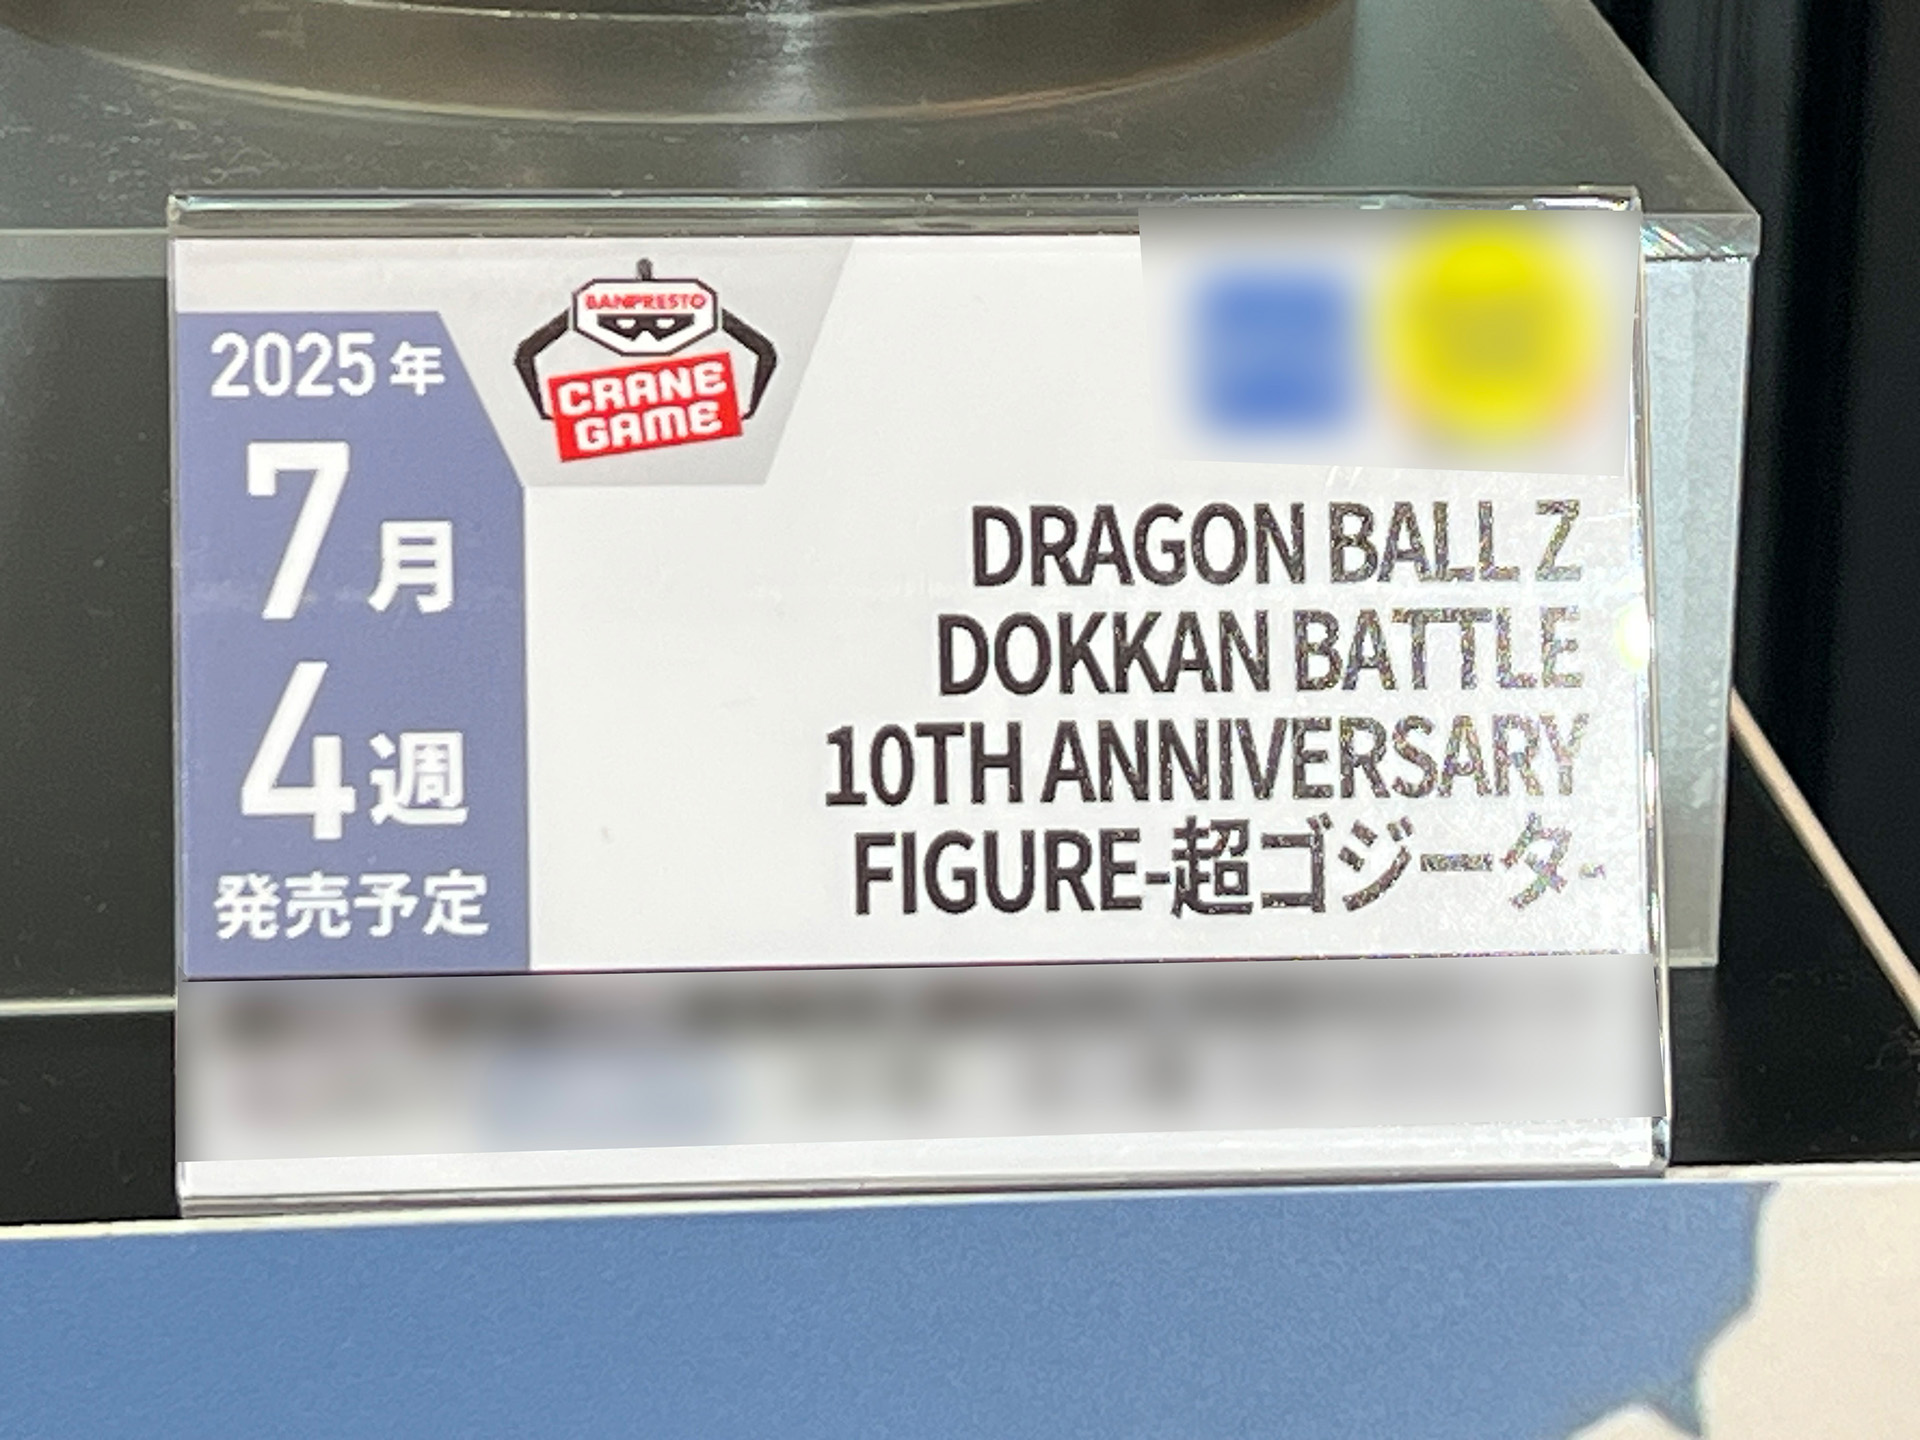 BANPRESTO
CRANE
GAME
2025年
7月
4週
発売予定
DRAGON BALL Z
DOKKAN BATTLE
10TH ANNIVERSARY
FIGURE-超ゴジータ-